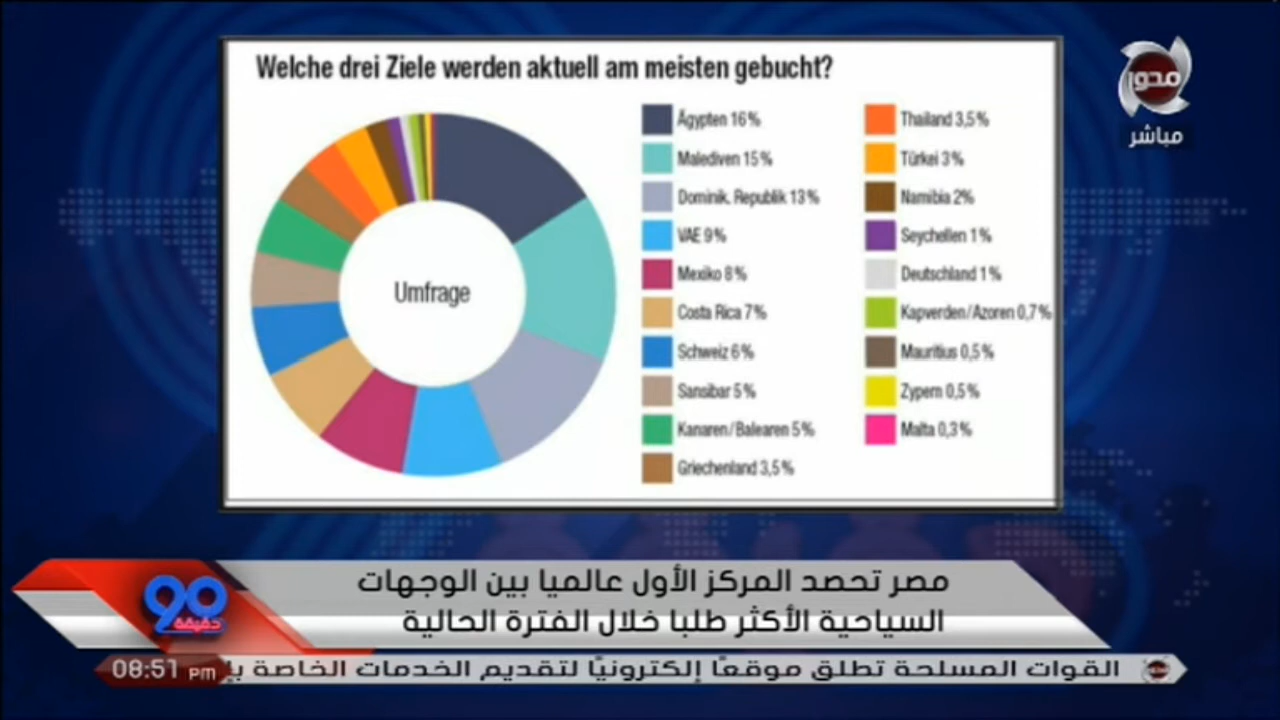 Welche drei Ziele werden aktuell am meisten gebucht?
محور
مباشر
Umfrage
Ägypten 16%
Malediven 15%
Dominik. Republik 13%
VAE 9%
Mexiko 8%
Costa Rica 7%
Schweiz 6%
Sansibar 5%
Kanaren/Balearen 5%
Griechenland 3,5%
Thailand 3,5%
Türkei 3%
Namibia 2%
Seychellen 1%
Deutschland 1%
Kapverden/Azoren 0,7%
Mauritius 0,5%
Zypern 0,5%
Malta 0,3%
90 دقيقة
مصر تحصد المركز الأول عالميا بين الوجهات
السياحية الأكثر طلبا خلال الفترة الحالية
القوات المسلحة تطلق موقعًا إلكترونيًا لتقديم الخدمات الخاصة
08:51 PM